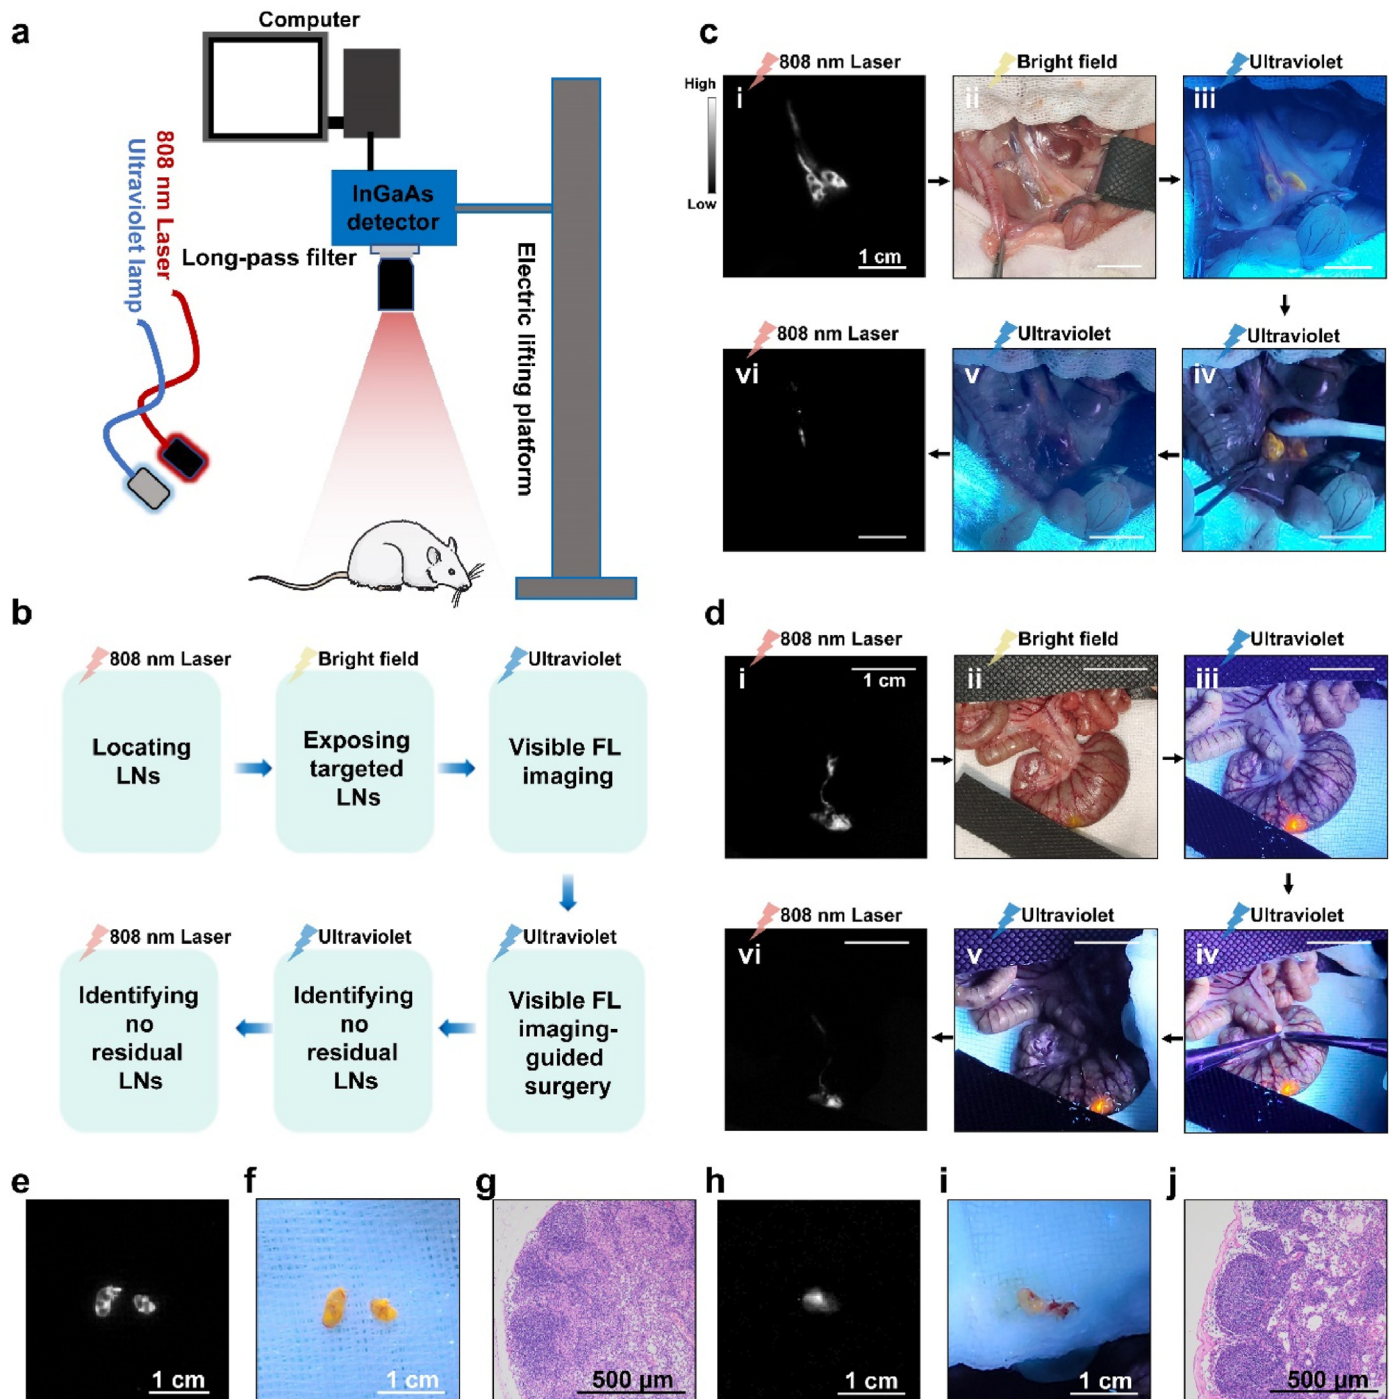 a
Computer
808 nm Laser
Ultraviolet lamp
InGaAs
detector
Long-pass filter
Electric lifting platform
b
808 nm Laser
Locating
LNs
Bright field
Exposing
targeted
LNs
Ultraviolet
Visible FL
imaging
808 nm Laser
Identifying
no
residual
LNs
Ultraviolet
Identifying
no
residual
LNs
Ultraviolet
Visible FL
imaging-
guided
surgery
c
808 nm Laser
High
Low
i
1 cm
Bright field
ii
Ultraviolet
iii
808 nm Laser
vi
Ultraviolet
v
Ultraviolet
iv
d
808 nm Laser
i
1 cm
Bright field
ii
Ultraviolet
iii
808 nm Laser
vi
Ultraviolet
v
Ultraviolet
iv
e
1 cm
f
1 cm
g
500 µm
h
1 cm
i
1 cm
j
500 µm